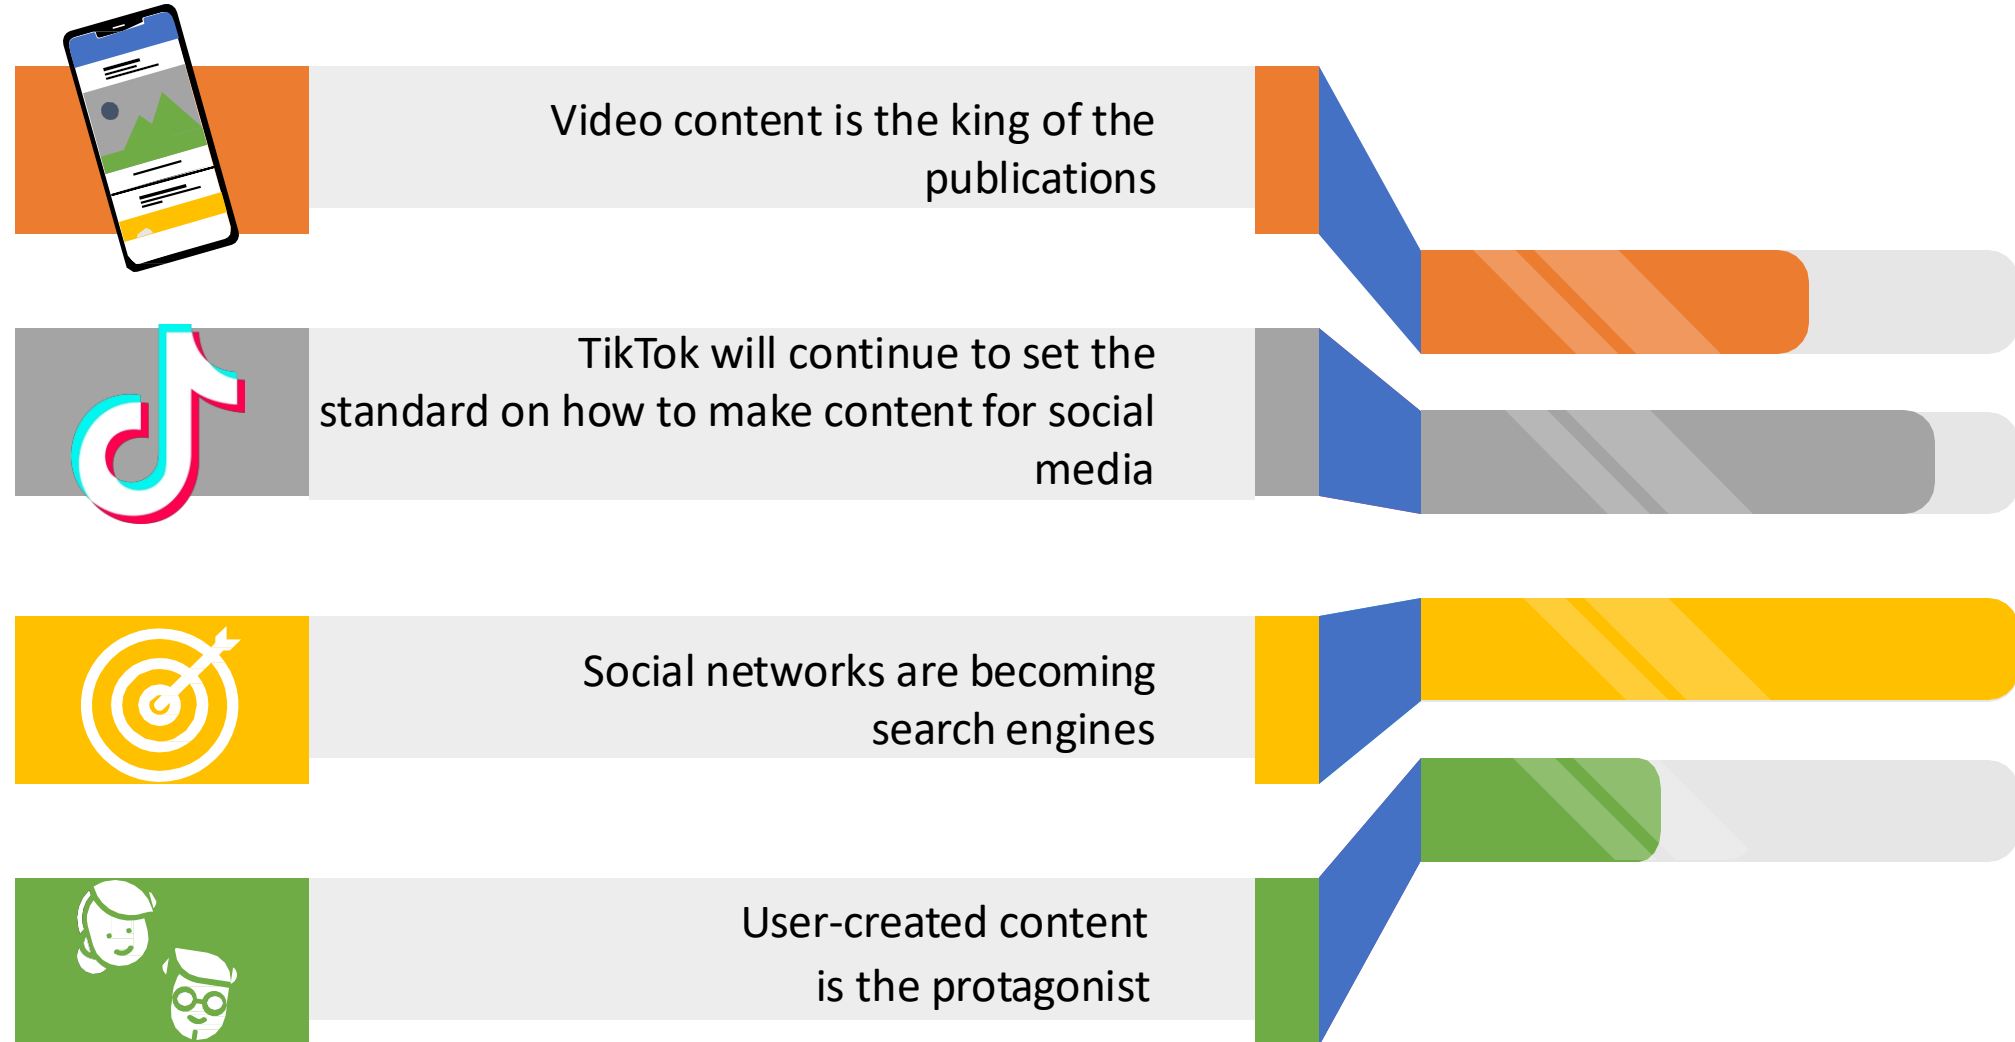 Video content is the king of the
publications
TikTok will continue to set the
standard on how to make content for social
media
Social networks are becoming
search engines
User-created content
is the protagonist